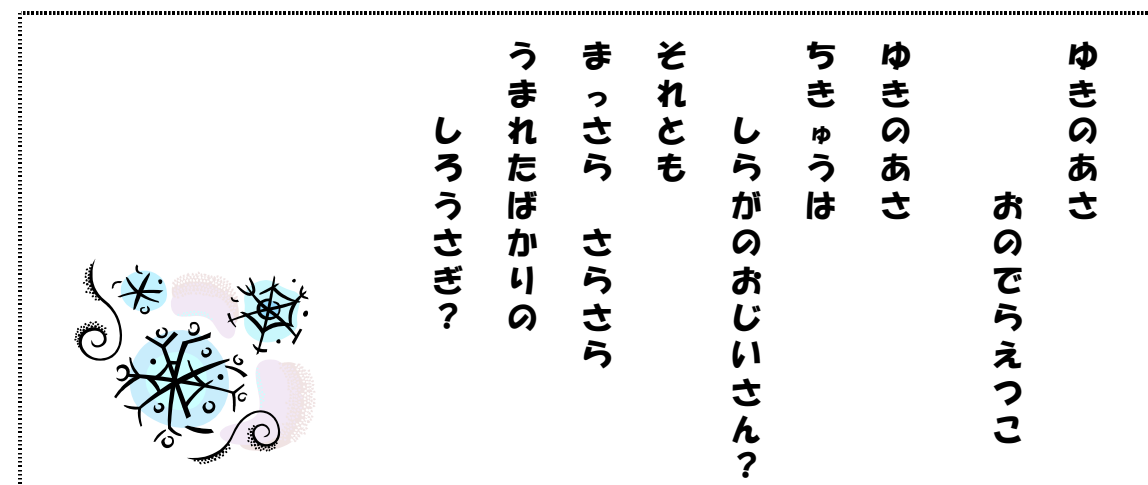 ゆきのあさ
おのでらえつこ
ゆきのあさ
ちきゅうは
しらがのおじいさん？
それとも
まっさら　さらさら
うまれたばかりの
しろうさぎ？